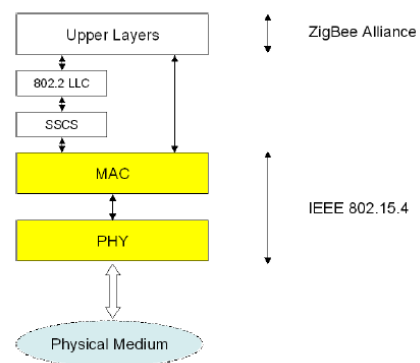 Upper Layers
ZigBee Alliance
802.2 LLC
SSCS
MAC
IEEE 802.15.4
PHY
Physical Medium